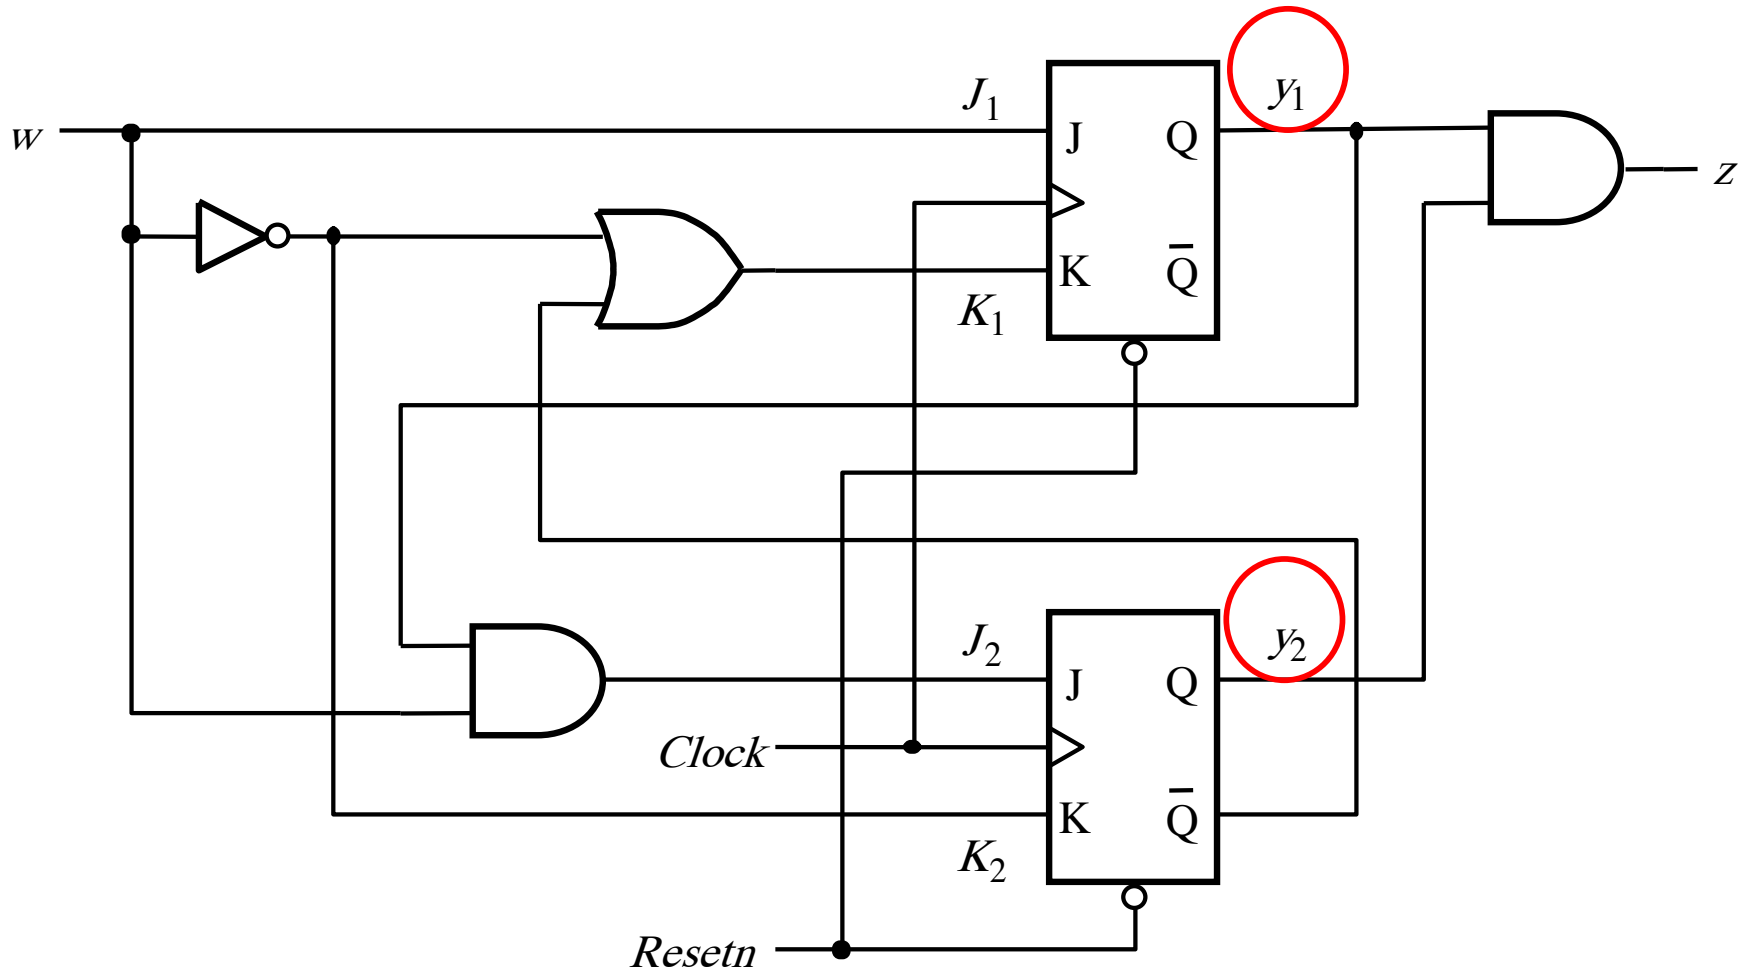 w
J₁
J
Q
y₁
z
K
Q̅
K₁
J₂
J
Q
y₂
Clock
K
Q̅
K₂
Resetn